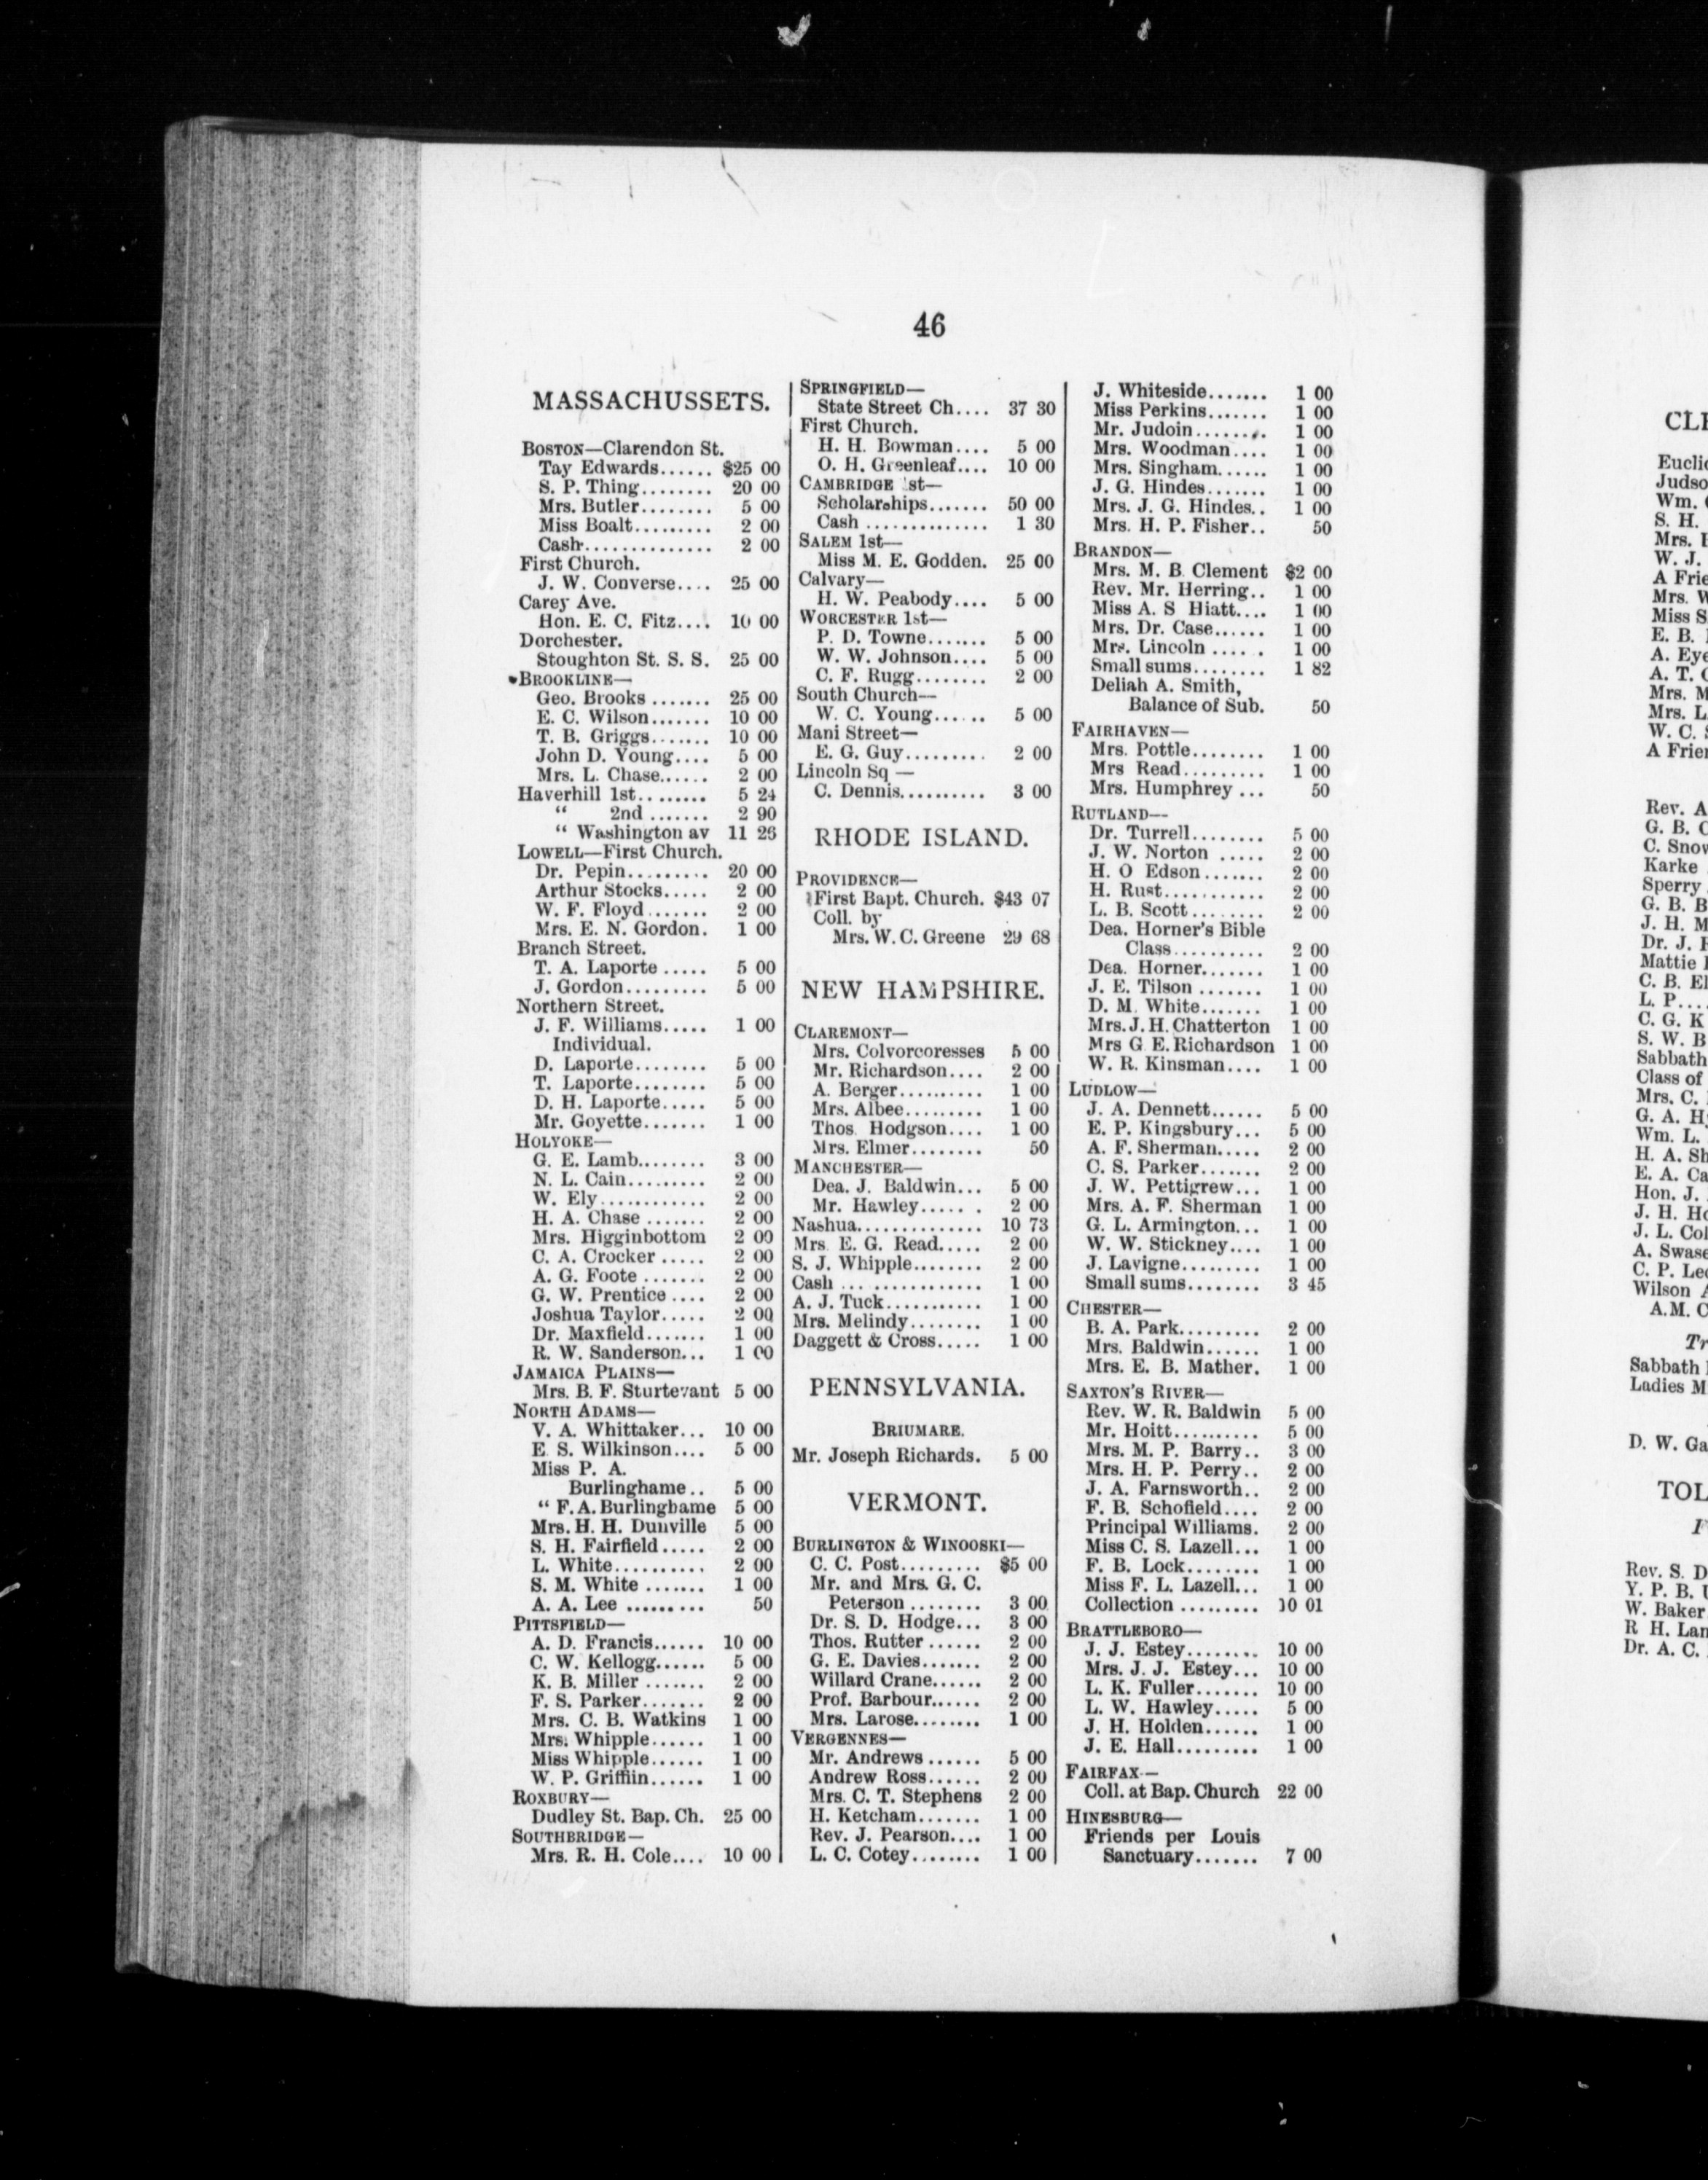 46
MASSACHUSSETS.
BOSTON—Clarendon St.
Tay Edwards...... $25 00
S. P. Thing........ 20 00
Mrs. Butler........ 5 00
Miss Boalt......... 2 00
Cash.............. 2 00
First Church.
J. W. Converse.... 25 00
Carey Ave.
Hon. E. C. Fitz.... 10 00
Dorchester.
Stoughton St. S. S. 25 00
BROOKLINE—
Geo. Brooks ....... 25 00
E. C. Wilson....... 10 00
T. B. Griggs....... 10 00
John D. Young.... 5 00
Mrs. L. Chase...... 2 00
Haverhill 1st......... 5 24
“ 2nd ....... 2 90
“ Washington av 11 26
LOWELL—First Church.
Dr. Pepin......... 20 00
Arthur Stocks..... 2 00
W. F. Floyd ....... 2 00
Mrs. E. N. Gordon. 1 00
Branch Street.
T. A. Laporte ..... 5 00
J. Gordon......... 5 00
Northern Street.
J. F. Williams..... 1 00
Individual.
D. Laporte........ 5 00
T. Laporte........ 5 00
D. H. Laporte..... 5 00
Mr. Goyette....... 1 00
HOLYOKE—
G. E. Lamb........ 3 00
N. L. Cain......... 2 00
W. Ely............ 2 00
H. A. Chase ....... 2 00
Mrs. Higginbottom 2 00
C. A. Crocker ..... 2 00
A. G. Foote ....... 2 00
G. W. Prentice .... 2 00
Joshua Taylor..... 2 00
Dr. Maxfield....... 1 00
R. W. Sanderson... 1 00
JAMAICA PLAINS—
Mrs. B. F. Sturtevant 5 00
NORTH ADAMS—
V. A. Whittaker... 10 00
E S. Wilkinson.... 5 00
Miss P. A.
Burlinghame.. 5 00
“ F. A. Burlinghame 5 00
Mrs. H. H. Dunville 5 00
S. H. Fairfield..... 2 00
L. White.......... 2 00
S. M. White ....... 1 00
A. A. Lee ......... 50
PITTSFIELD—
A. D. Francis...... 10 00
C. W. Kellogg...... 5 00
K. B. Miller ....... 2 00
F. S. Parker....... 2 00
Mrs. C. B. Watkins 1 00
Mrs. Whipple...... 1 00
Miss Whipple...... 1 00
W. P. Griffiin...... 1 00
ROXBURY—
Dudley St. Bap. Ch. 25 00
SOUTHBRIDGE—
Mrs. R. H. Cole.... 10 00
SPRINGFIELD—
State Street Ch.... 37 30
First Church.
H. H. Bowman.... 5 00
O. H. Greenleaf.... 10 00
CAMBRIDGE 1st—
Scholarships....... 50 00
Cash .............. 1 30
SALEM 1st—
Miss M. E. Godden. 25 00
Calvary—
H. W. Peabody.... 5 00
WORCESTER 1st—
P. D. Towne....... 5 00
W. W. Johnson.... 5 00
C. F. Rugg........ 2 00
South Church—
W. C. Young...... 5 00
Mani Street—
E. G. Guy......... 2 00
Lincoln Sq —
C. Dennis.......... 3 00
RHODE ISLAND.
PROVIDENCE—
First Bapt. Church. $43 07
Coll. by
Mrs. W. C. Greene 29 68
NEW HAMPSHIRE.
CLAREMONT—
Mrs. Colvorcoresses 5 00
Mr. Richardson.... 2 00
A. Berger.......... 1 00
Mrs. Albee......... 1 00
Thos. Hodgson.... 1 00
Mrs. Elmer........ 50
MANCHESTER—
Dea. J. Baldwin... 5 00
Mr. Hawley...... . 2 00
Nashua.............. 10 73
Mrs. E. G. Read..... 2 00
S. J. Whipple........ 2 00
Cash ................ 1 00
A. J. Tuck........... 1 00
Mrs. Melindy........ 1 00
Daggett & Cross..... 1 00
PENNSYLVANIA.
BRIUMARE.
Mr. Joseph Richards. 5 00
VERMONT.
BURLINGTON & WINOOSKI—
C. C. Post......... $5 00
Mr. and Mrs. G. C.
Peterson ........ 3 00
Dr. S. D. Hodge... 3 00
Thos. Rutter ...... 2 00
G. E. Davies....... 2 00
Willard Crane...... 2 00
Prof. Barbour...... 2 00
Mrs. Larose........ 1 00
VERGENNES—
Mr. Andrews ...... 5 00
Andrew Ross...... 2 00
Mrs. C. T. Stephens 2 00
H. Ketcham....... 1 00
Rev. J. Pearson.... 1 00
L. C. Cotey........ 1 00
J. Whiteside....... 1 00
Miss Perkins....... 1 00
Mr. Judoin........ 1 00
Mrs. Woodman.... 1 00
Mrs. Singham...... 1 00
J. G. Hindes....... 1 00
Mrs. J. G. Hindes.. 1 00
Mrs. H. P. Fisher.. 50
BRANDON—
Mrs. M. B. Clement $2 00
Rev. Mr. Herring.. 1 00
Miss A. S Hiatt.... 1 00
Mrs. Dr. Case...... 1 00
Mrs. Lincoln ..... . 1 00
Small sums........ 1 82
Deliah A. Smith,
Balance of Sub. 50
FAIRHAVEN—
Mrs. Pottle........ 1 00
Mrs Read......... 1 00
Mrs. Humphrey ... 50
RUTLAND—
Dr. Turrell........ 5 00
J. W. Norton ..... 2 00
H. O Edson....... 2 00
H. Rust........... 2 00
L. B. Scott........ 2 00
Dea. Horner's Bible
Class.......... 2 00
Dea. Horner....... 1 00
J. E. Tilson ....... 1 00
D. M. White....... 1 00
Mrs. J. H. Chatterton 1 00
Mrs G. E. Richardson 1 00
W. R. Kinsman.... 1 00
LUDLOW—
J. A. Dennett...... 5 00
E. P. Kingsbury... 5 00
A. F. Sherman..... 2 00
C. S. Parker....... 2 00
J. W. Pettigrew... 1 00
Mrs. A. F. Sherman 1 00
G. L. Armington... 1 00
W. W. Stickney.... 1 00
J. Lavigne......... 1 00
Small sums........ 3 45
CHESTER—
B. A. Park......... 2 00
Mrs. Baldwin...... 1 00
Mrs. E. B. Mather. 1 00
SAXTON'S RIVER—
Rev. W. R. Baldwin 5 00
Mr. Hoitt.......... 5 00
Mrs. M. P. Barry.. 3 00
Mrs. H. P. Perry.. 2 00
J. A. Farnsworth.. 2 00
F. B. Schofield.... 2 00
Principal Williams. 2 00
Miss C. S. Lazell... 1 00
F. B. Lock........ 1 00
Miss F. L. Lazell... 1 00
Collection ......... 10 01
BRATTLEBORO—
J. J. Estey........ 10 00
Mrs. J. J. Estey... 10 00
L. K. Fuller....... 10 00
L. W. Hawley..... 5 00
J. H. Holden...... 1 00
J. E. Hall......... 1 00
FAIRFAX—
Coll. at Bap. Church 22 00
HINESBURG—
Friends per Louis
Sanctuary....... 7 00
Wm.
S. H.
W. J.
E. B.
A. T.
Mrs. L
W. C.
Rev. A
G. B.
Karke
Sperry
G. B. B
J. H. M
Dr. J.
Mattie
L. P....
C. G. K
S. W. B
Sabbath
Class of
Mrs. C.
G. A.
Wm. L.
H. A.
E. A.
Hon. J.
J. H.
J. L.
C. P.
Wilson
Sabbath
Ladies M
D. W.
Rev. S. D
Y. P. B.
W. Baker
Dr. A. C.